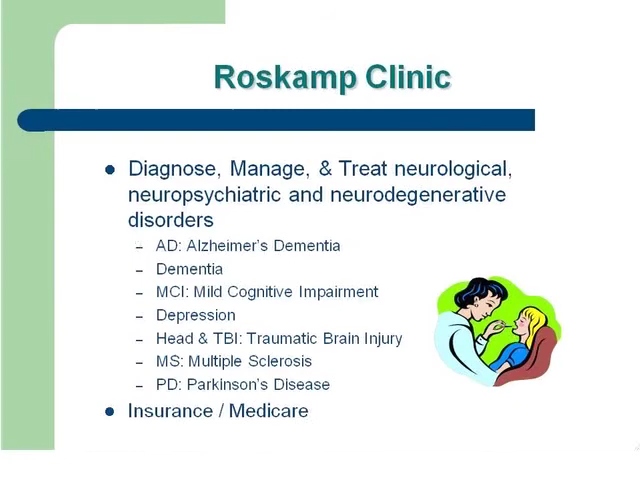 Roskamp Clinic
● Diagnose, Manage, & Treat neurological,
neuropsychiatric and neurodegenerative
disorders
– AD: Alzheimer's Dementia
– Dementia
– MCI: Mild Cognitive Impairment
– Depression
– Head & TBI: Traumatic Brain Injury
– MS: Multiple Sclerosis
– PD: Parkinson's Disease
● Insurance / Medicare